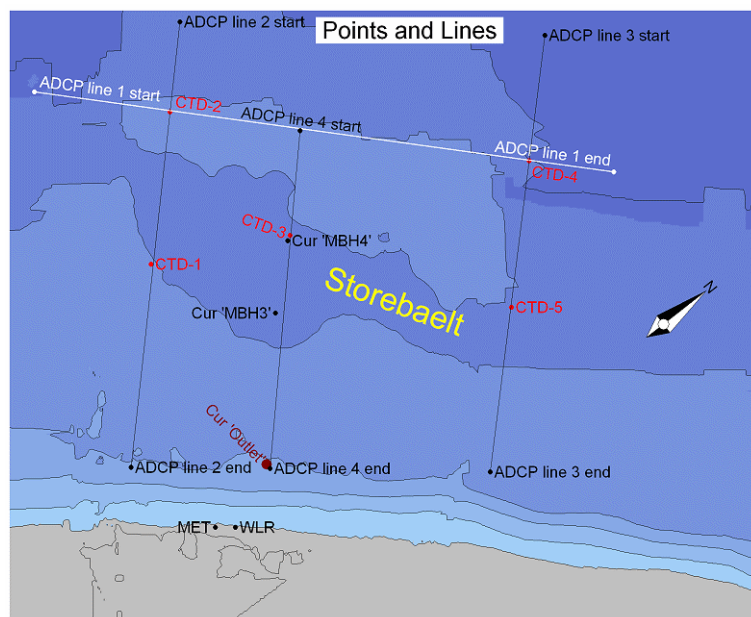 ADCP line 2 start
Points and Lines
ADCP line 3 start
ADCP line 1 start
CTD-2
ADCP line 4 start
ADCP line 1 end
CTD-4
CTD-3
Cur 'MBH4'
CTD-1
Storebaelt
N
Cur 'MBH3'
CTD-5
Cur 'Outlet'
ADCP line 2 end
ADCP line 4 end
ADCP line 3 end
MET
WLR